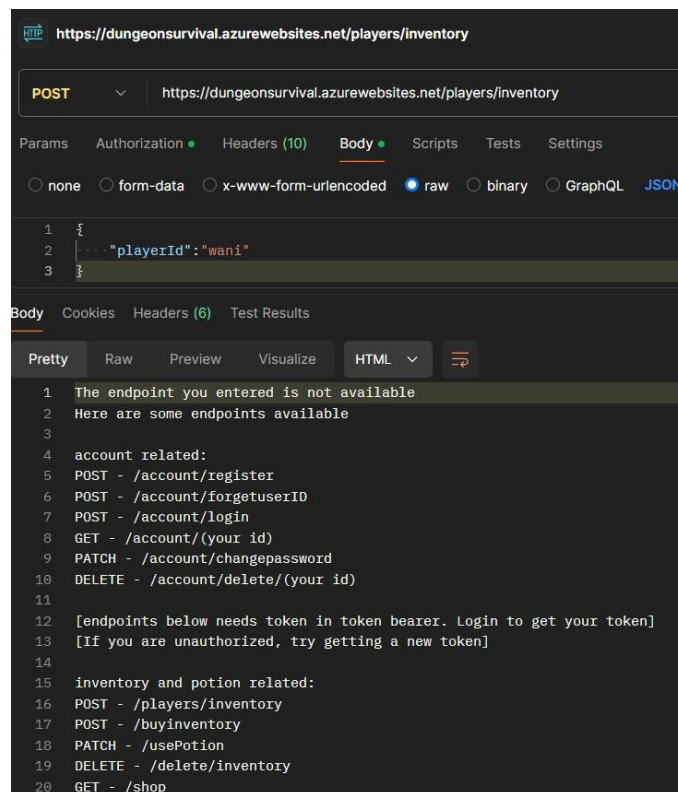 HTTP https://dungeonsurvival.azurewebsites.net/players/inventory
POST https://dungeonsurvival.azurewebsites.net/players/inventory
Params Authorization Headers (10) Body Scripts Tests Settings
none form-data x-www-form-urlencoded raw binary GraphQL JSON
1 {
2 "playerId":"wani"
3 }
Body Cookies Headers (6) Test Results
Pretty Raw Preview Visualize HTML
1 The endpoint you entered is not available
2 Here are some endpoints available
3
4 account related:
5 POST - /account/register
6 POST - /account/forgetuserID
7 POST - /account/login
8 GET - /account/(your id)
9 PATCH - /account/changepassword
10 DELETE - /account/delete/(your id)
11
12 [endpoints below needs token in token bearer. Login to get your token]
13 [If you are unauthorized, try getting a new token]
14
15 inventory and potion related:
16 POST - /players/inventory
17 POST - /buyinventory
18 PATCH - /usePotion
19 DELETE - /delete/inventory
20 GET - /shop